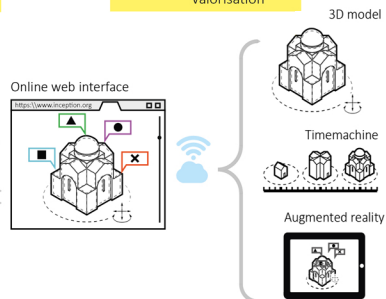 valorisation
3D model
Online web interface
https://www.inception.org
Timemachine
Augmented reality